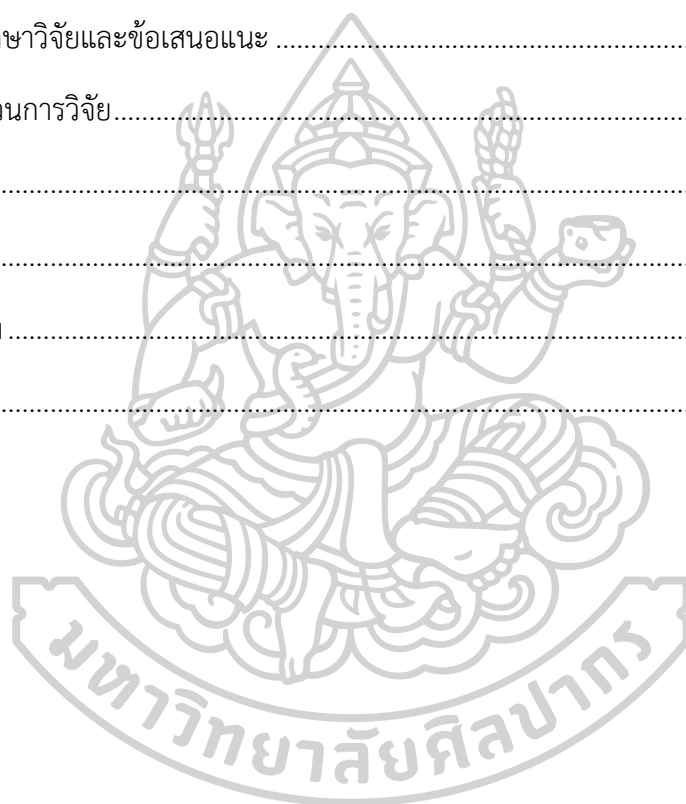 ษาวิจัยและข้อเสนอแนะ ................................................................
วนการวิจัย................................................................................
................................................................................
................................................................................
................................................................................
................................................................................
มหาวิทยาลัยศิลปากร